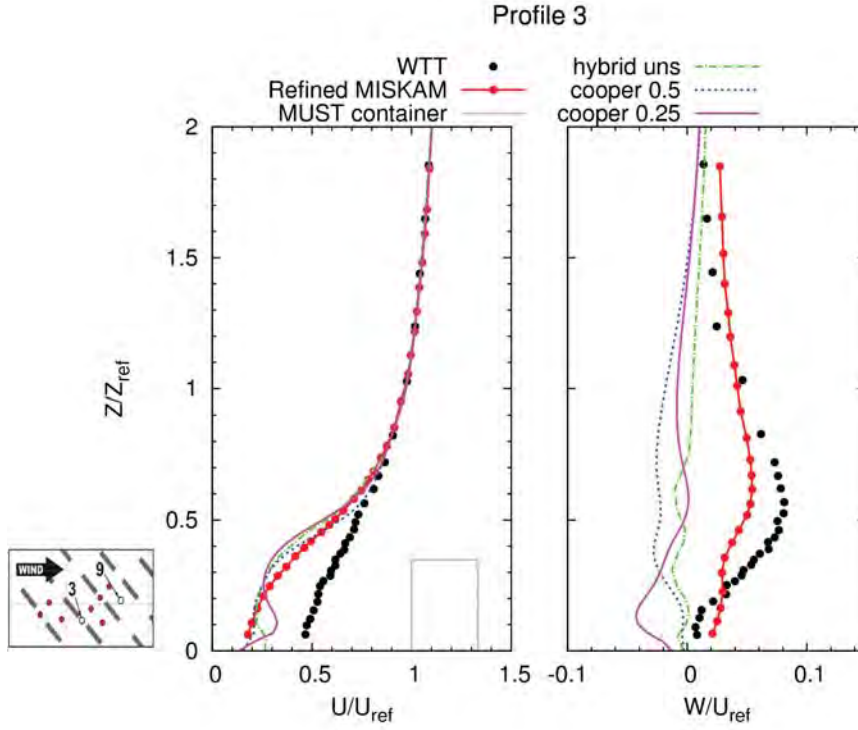 Profile 3
WTT
Refined MISKAM
MUST container
hybrid uns
cooper 0.5
cooper 0.25
2
1.5
1
0.5
0
Z/Z_ref
0 0.5 1 1.5
U/U_ref
-0.1 0 0.1
W/U_ref
WIND
9
3